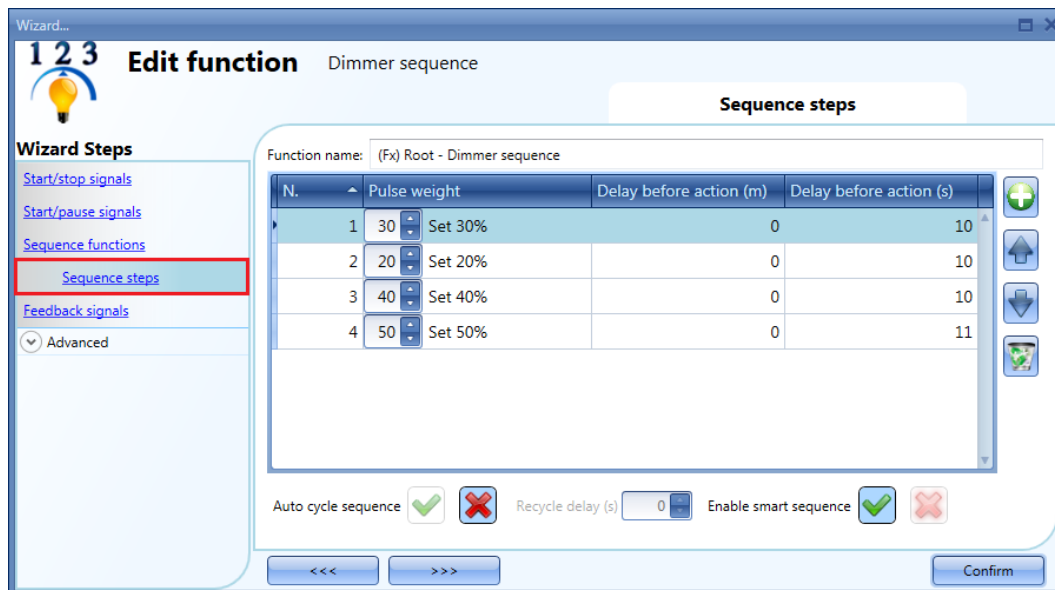 Wizard...
1 2 3
Edit function Dimmer sequence
Sequence steps
Wizard Steps
Start/stop signals
Start/pause signals
Sequence functions
Sequence steps
Feedback signals
Advanced
Function name: (Fx) Root - Dimmer sequence
N. Pulse weight Delay before action (m) Delay before action (s)
1 30 Set 30% 0 10
2 20 Set 20% 0 10
3 40 Set 40% 0 10
4 50 Set 50% 0 11
Auto cycle sequence Recycle delay (s) 0 Enable smart sequence
<<< >>> Confirm